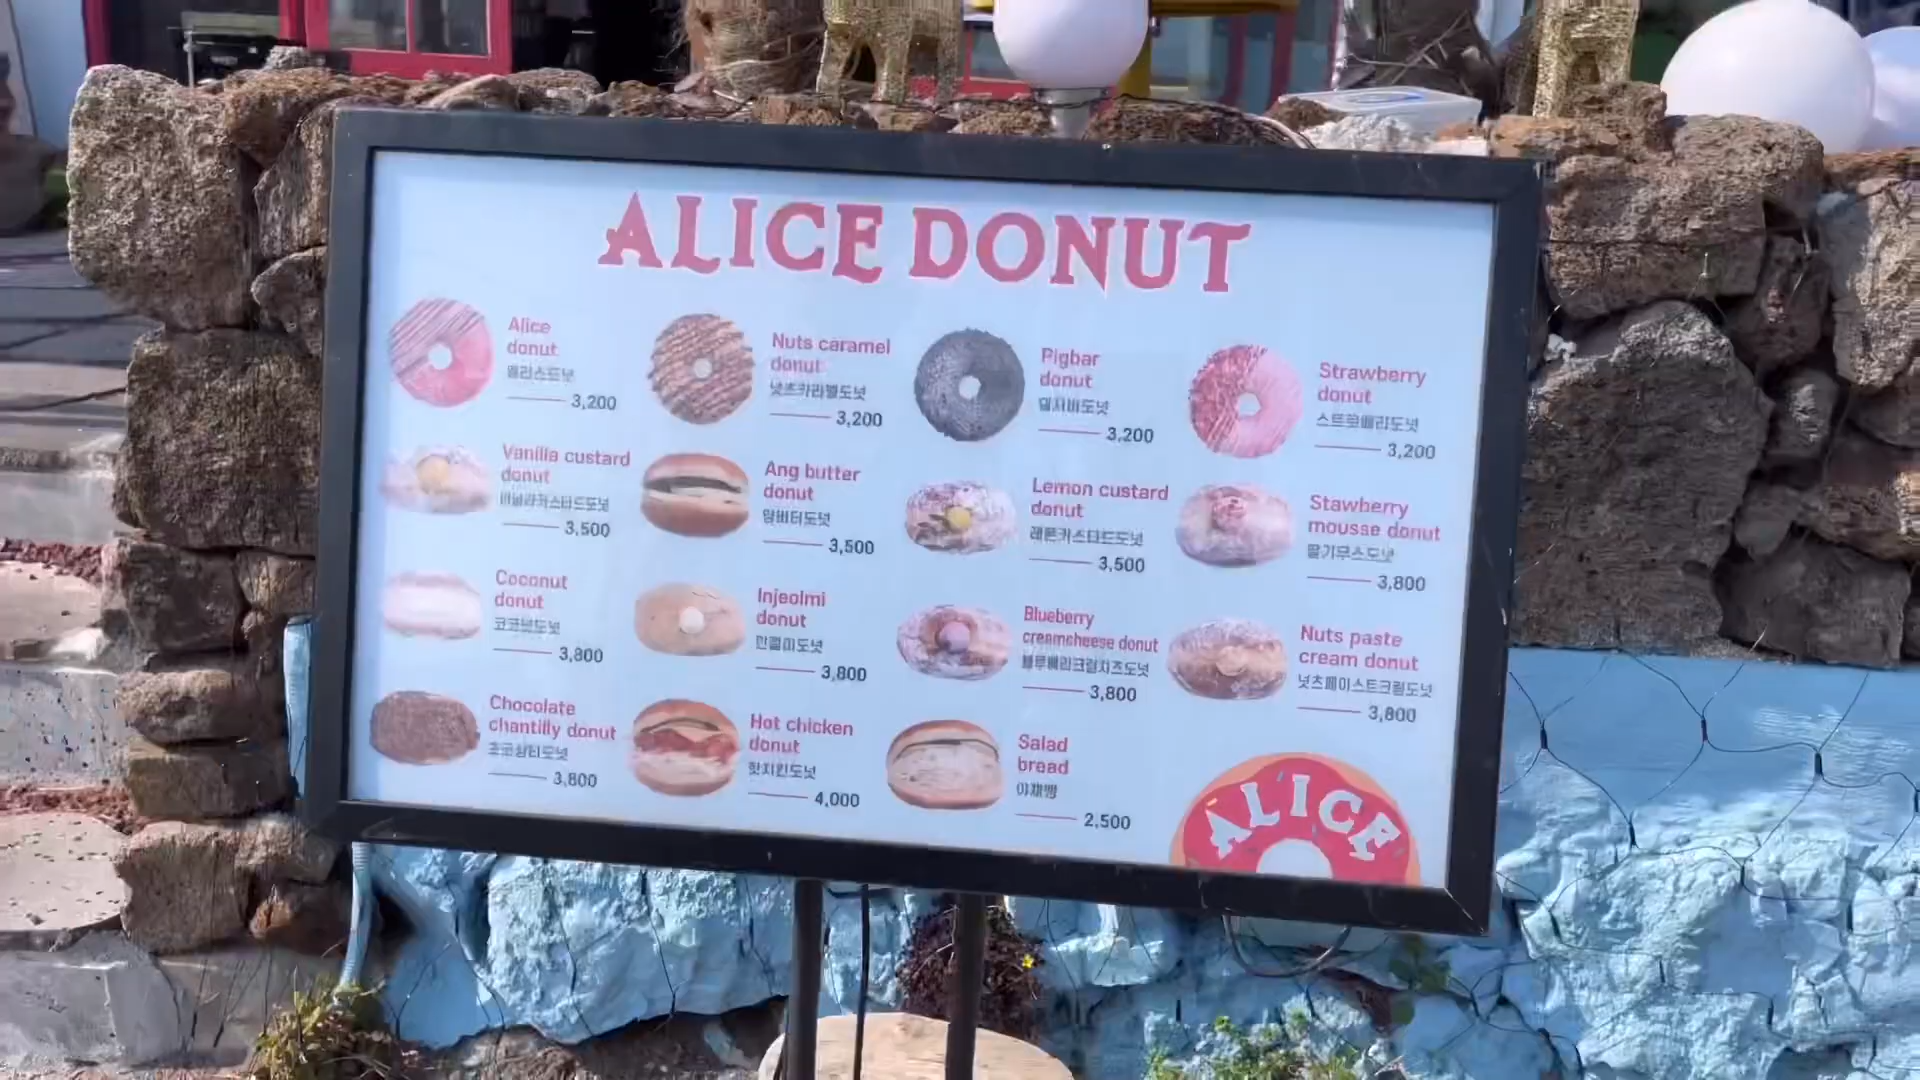 ALICE DONUT
Alice
donut
앨리스도넛
3,200
Nuts caramel
donut
넛츠카라멜도넛
3,200
Pigbar
donut
돼지바도넛
3,200
Strawberry
donut
스트로베리도넛
3,200
Vanilla custard
donut
바닐라커스타드도넛
3,500
Ang butter
donut
앙버터도넛
3,500
Lemon custard
donut
레몬커스타드도넛
3,500
Stawberry
mousse donut
딸기무스도넛
3,800
Coconut
donut
코코넛도넛
3,800
Injeolmi
donut
인절미도넛
3,800
Blueberry
creamcheese donut
블루베리크림치즈도넛
3,800
Nuts paste
cream donut
넛츠페이스트크림도넛
3,800
Chocolate
chantilly donut
초코샹티도넛
3,800
Hot chicken
donut
핫치킨도넛
4,000
Salad
bread
야채빵
2,500
ALICE